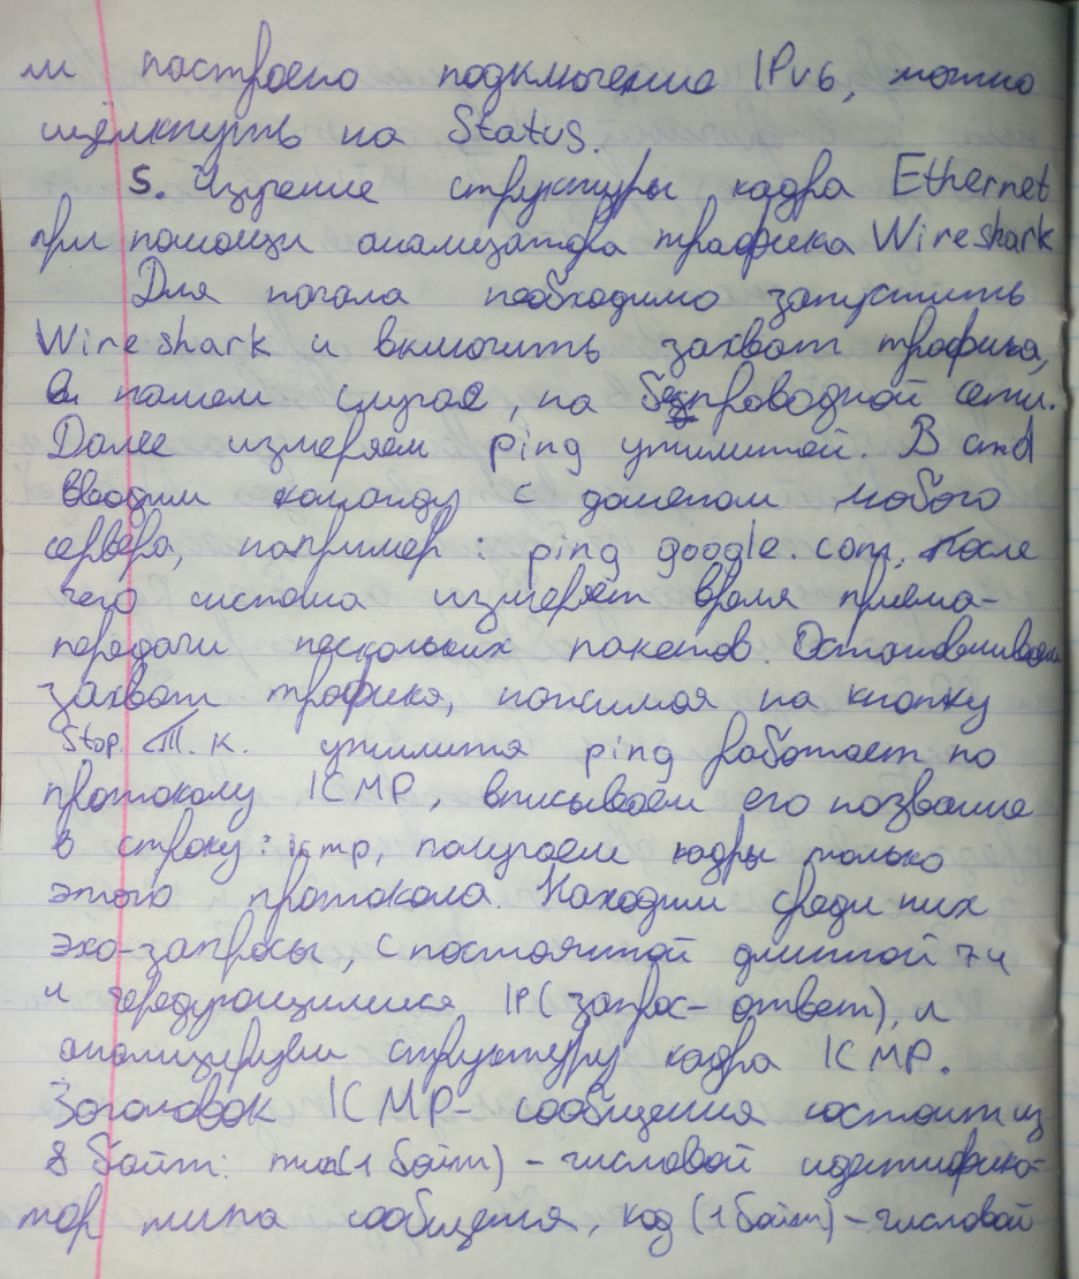 ли настроено подключение IPv6, можно
щёлкнуть на Status.
5. Изучение структуры кадра Ethernet
при помощи анализатора трафика Wireshark
Для начала необходимо запустить
Wireshark и включить захват трафика,
в нашем случае, на безпроводной сети.
Далее измеряем ping утилитой. В cmd
вводим команду с доменом любого
сервера, например: ping google.com. После
чего система измеряет время приема-
передачи нескольких пакетов. Останавливаем
захват трафика, нажимая на кнопку
Stop. Т.к. утилита ping работает по
протоколу ICMP, вписываем его название
в строку: icmp, получаем кадры только
этого протокола. Находим среди них
эхо-запросы, с постоянной длинной 74
и чередующимися IP (запрос-ответ), и
анализируем структуру кадра ICMP.
Заголовок ICMP-сообщения состоит из
8 байт: тип (1 байт) - числовой идентифика-
тор типа сообщения, код (1 байт) - числовой